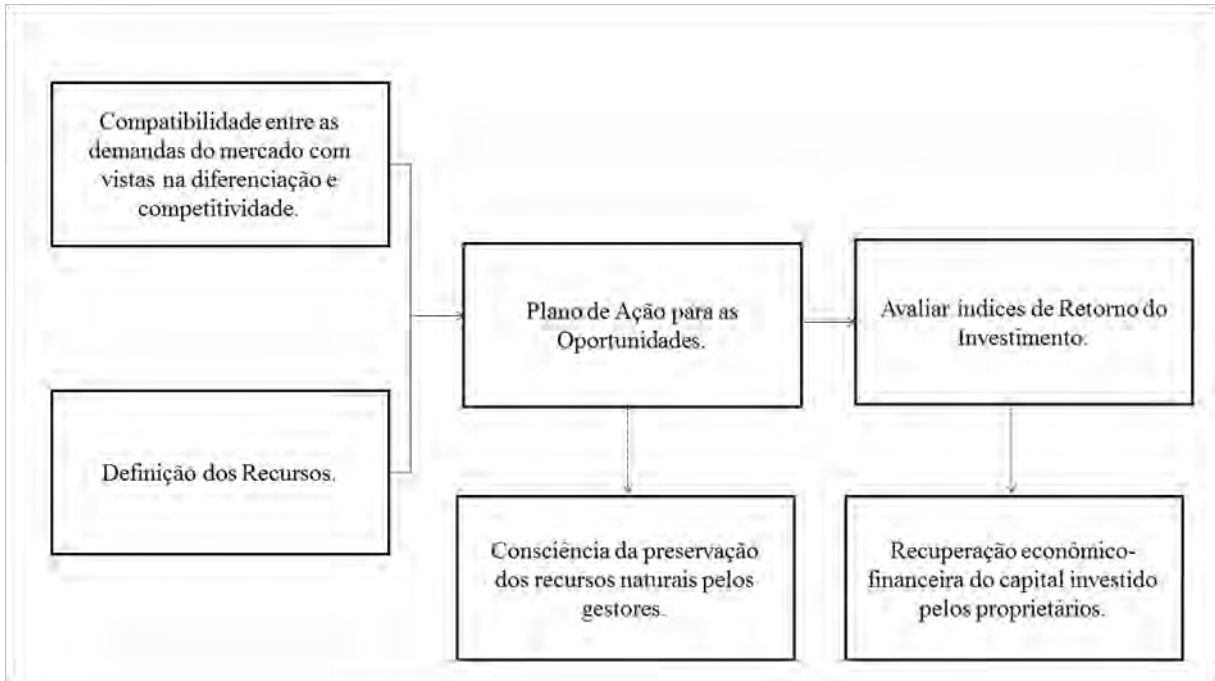 Compatibilidade entre as
demandas do mercado com
vistas na diferenciação e
competitividade.
Definição dos Recursos.
Plano de Ação para as
Oportunidades.
Avaliar índices de Retorno do
Investimento.
Consciência da preservação
dos recursos naturais pelos
gestores.
Recuperação econômico-
financeira do capital investido
pelos proprietários.